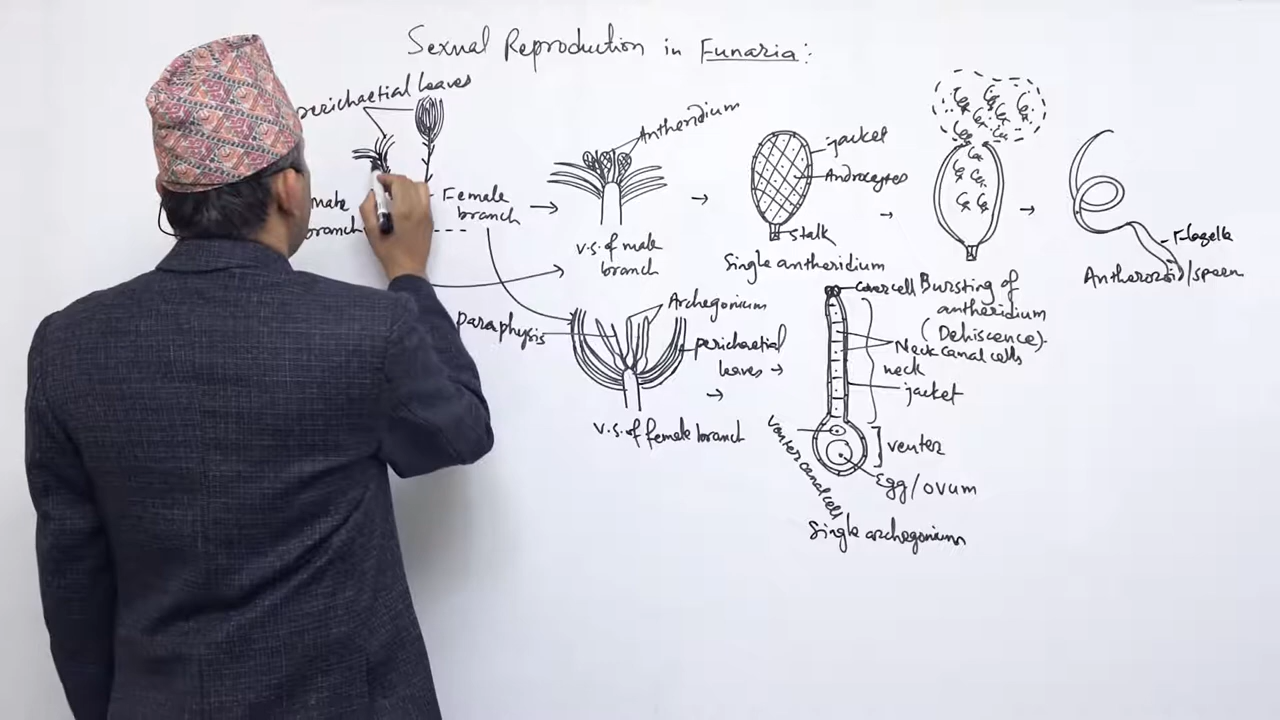 Sexual Reproduction in Funaria:
perichaetial leaves
male
branch
Female
branch
Antheridium
v.s. of male
branch
jacket
Androcytes
stalk
Single antheridium
Bursting of
antheridium
(Dehiscence).
Flagella
Antherozoid/sperm
paraphysis
Archegonium
perichaetial
leaves
v.s. of female branch
Cover cell
Neck canal cells
neck
jacket
venter canal cell
venter
Egg/ovum
Single archegonium